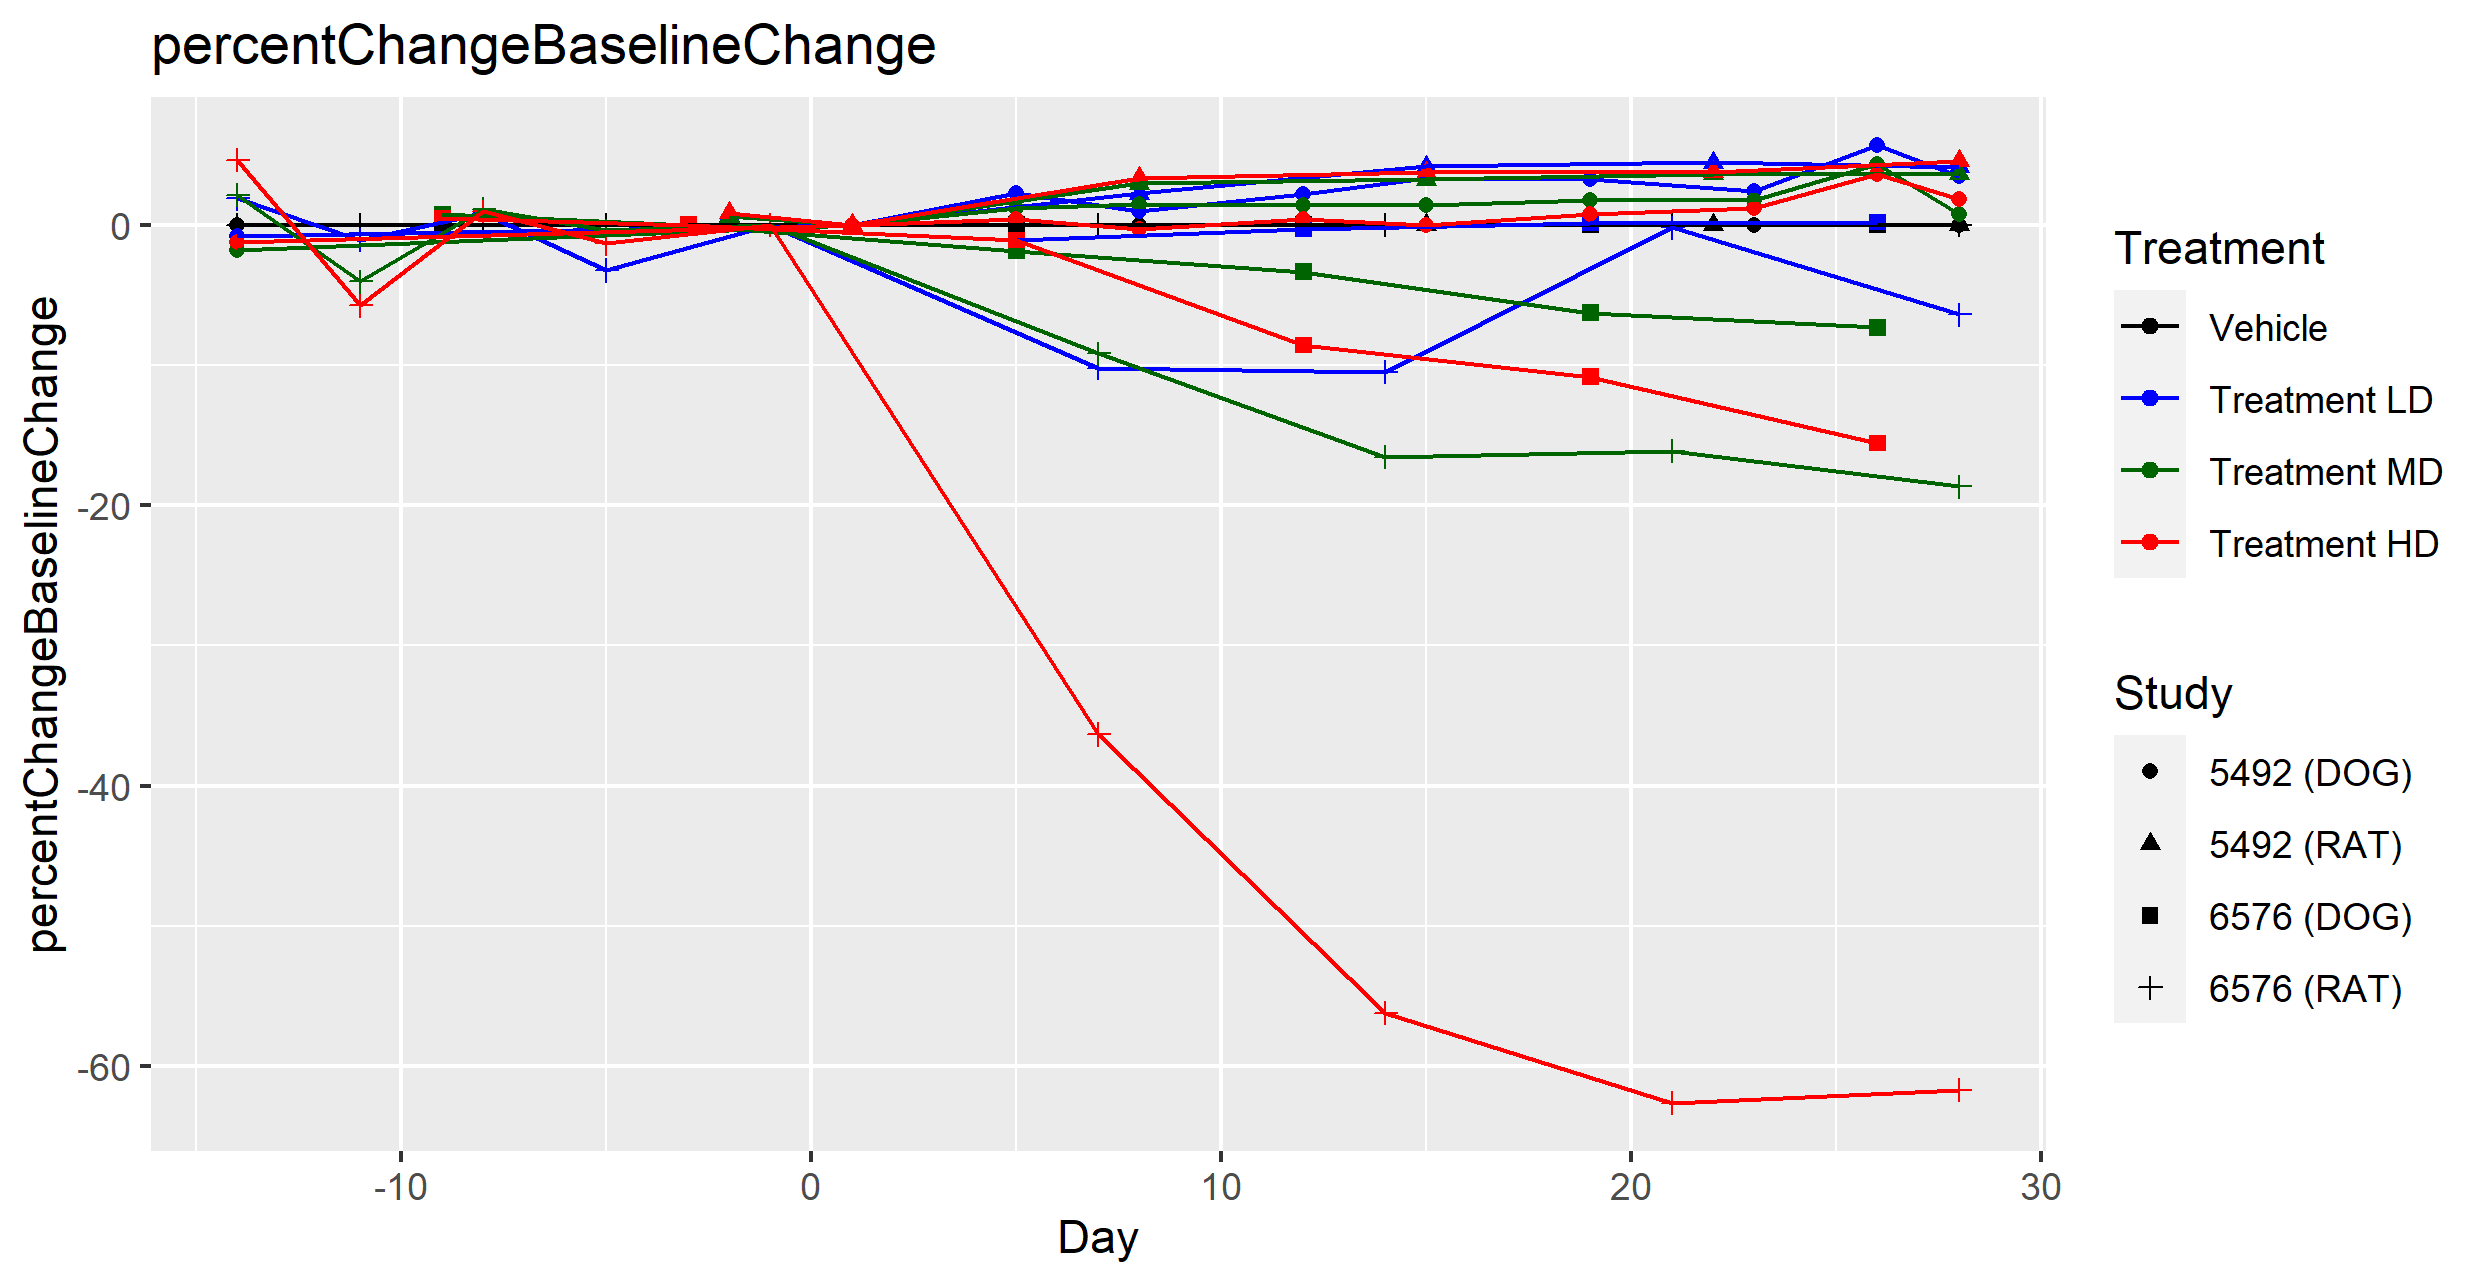 percentChangeBaselineChange
percentChangeBaselineChange
0
-20
-40
-60
-10
0
10
20
30
Day
Treatment
Vehicle
Treatment LD
Treatment MD
Treatment HD
Study
5492 (DOG)
5492 (RAT)
6576 (DOG)
6576 (RAT)